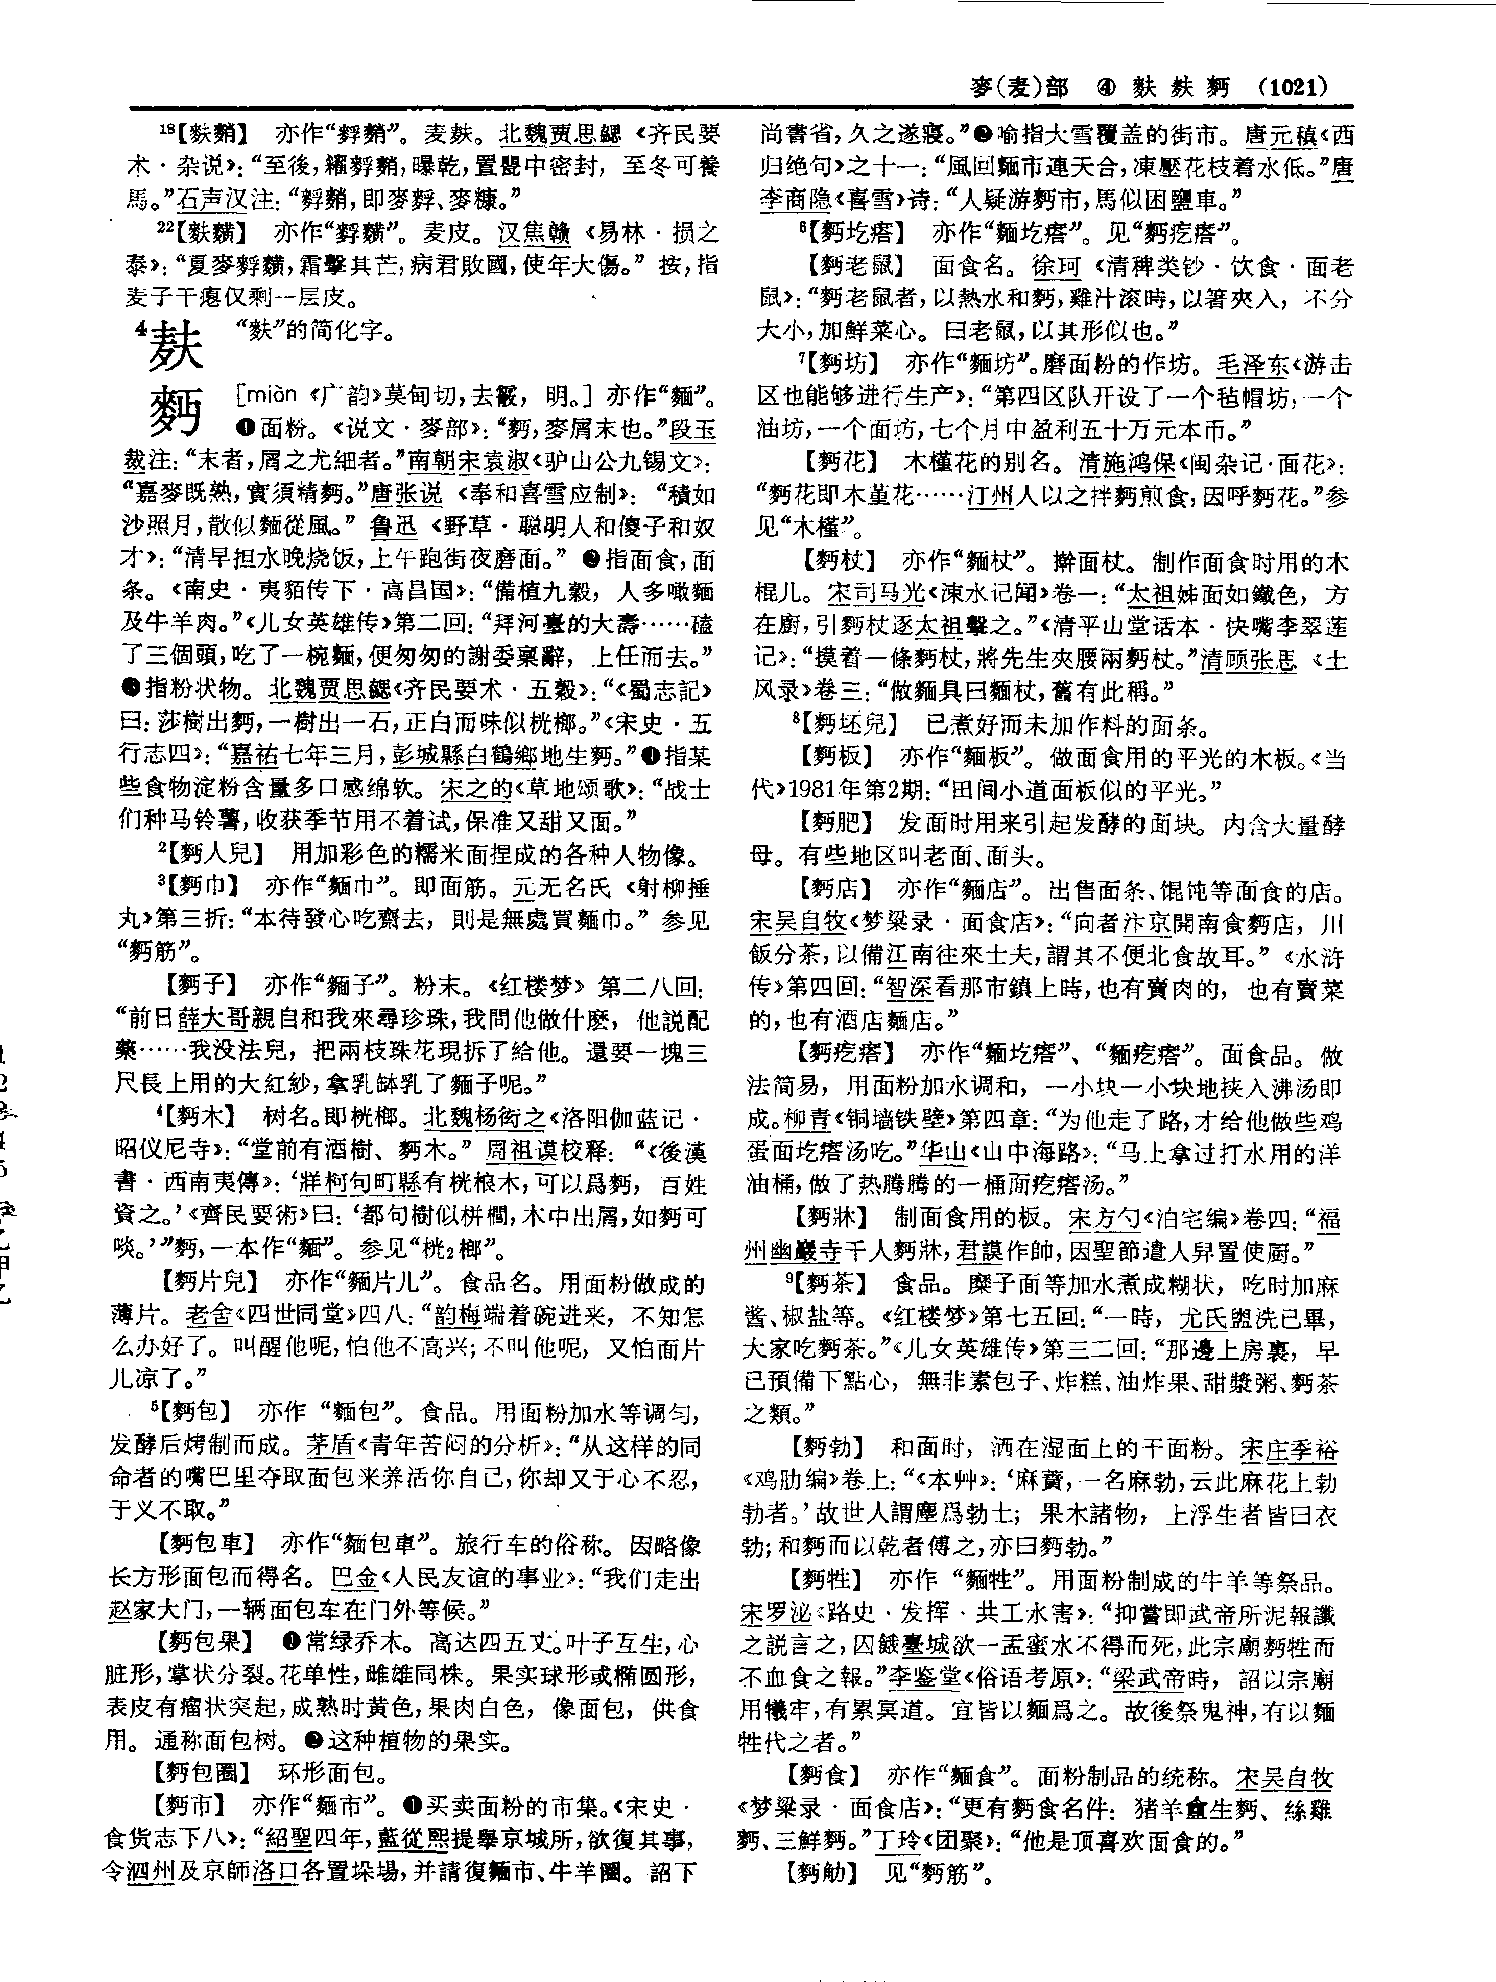 麥(麦)部 ④ 麩 麸 麪 (1021)
¹⁸【麩䴬】 亦作“䴸䴬”。麦麸。北魏贾思勰《齐民要
术·杂说》：“至後，糴䴸䴬，曝乾，置甖中密封，至冬可養
馬。”石声汉注：“䴸䴬，即麥䴸、麥糠。”
²²【麩䵃】 亦作“䴸䵃”。麦皮。汉焦赣《易林·损之
泰》：“夏麥䴸䵃，霜擊其芒，病君敗國，使年大傷。”按，指
麦子干瘪仅剩一层皮。
4麸 “麩”的简化字。
麪 [miàn 《广韵》莫甸切，去霰，明。] 亦作“麵”。
❶面粉。《说文·麥部》：“麪，麥屑末也。”段玉
裁注：“末者，屑之尤细者。”南朝宋袁淑《驴山公九锡文》：
“嘉麥既熟，實須精麪。”唐张说《奉和喜雪应制》：“積如
沙照月，散似麵從風。”鲁迅《野草·聪明人和傻子和奴
才》：“清早担水晚烧饭，上午跑街夜磨面。”❷指面食，面
条。《南史·夷貊传下·高昌国》：“備植九穀，人多噉麵
及牛羊肉。”《儿女英雄传》第二回：“拜河臺的大壽……磕
了三個頭，吃了一椀麵，便匆匆的謝委稟辭，上任而去。”
❸指粉状物。北魏贾思勰《齐民要术·五穀》：“《蜀志記》
曰：莎樹出麪，一樹出一石，正白而味似桄榔。”《宋史·五
行志四》：“嘉祐七年三月，彭城縣白鶴鄉地生麪。”❹指某
些食物淀粉含量多口感绵软。宋之的《草地颂歌》：“战士
们种马铃薯，收获季节用不着试，保准又甜又面。”
²【麪人兒】 用加彩色的糯米面捏成的各种人物像。
³【麪巾】 亦作“麵巾”。即面筋。元无名氏《射柳捶
丸》第三折：“本待發心吃齋去，則是無處買麵巾。”参见
“麪筋”。
【麪子】 亦作“麵子”。粉末。《红楼梦》第二八回：
“前日薛大哥親自和我來尋珍珠，我問他做什麽，他説配
藥……我没法兒，把兩枝珠花現拆了給他。還要一塊三
尺長上用的大紅紗，拿乳缽乳了麵子呢。”
⁴【麪木】 树名。即桄榔。北魏杨衒之《洛阳伽蓝记·
昭仪尼寺》：“堂前有酒樹、麪木。”周祖谟校释：“《後漢
書·西南夷傳》：‘牂柯句町縣有桄桹木，可以爲麪，百姓
資之。’《齊民要術》曰：‘都句樹似栟櫚，木中出屑，如麪可
啖。’”麪，一本作“麵”。参见“桄₂榔”。
【麪片兒】 亦作“麵片儿”。食品名。用面粉做成的
薄片。老舍《四世同堂》四八：“韵梅端着碗进来，不知怎
么办好了。叫醒他呢，怕他不高兴；不叫他呢，又怕面片
儿凉了。”
⁵【麪包】 亦作“麵包”。食品。用面粉加水等调匀，
发酵后烤制而成。茅盾《青年苦闷的分析》：“从这样的同
命者的嘴巴里夺取面包来养活你自己，你却又于心不忍，
于义不取。”
【麪包車】 亦作“麵包車”。旅行车的俗称。因略像
长方形面包而得名。巴金《人民友谊的事业》：“我们走出
赵家大门，一辆面包车在门外等候。”
【麪包果】 ❶常绿乔木。高达四五丈。叶子互生，心
脏形，掌状分裂。花单性，雌雄同株。果实球形或椭圆形，
表皮有瘤状突起，成熟时黄色，果肉白色，像面包，供食
用。通称面包树。❷这种植物的果实。
【麪包圈】 环形面包。
【麪市】 亦作“麵市”。❶买卖面粉的市集。《宋史·
食货志下八》：“紹聖四年，藍從熙提舉京城所，欲復其事，
令泗州及京師洛口各置垛場，并請復麵市、牛羊圈。詔下
尚書省，久之遂寢。”❷喻指大雪覆盖的街市。唐元稹《西
归绝句》之十一：“風回麵市連天合，凍壓花枝着水低。”唐
李商隐《喜雪》诗：“人疑游麪市，馬似困鹽車。”
⁶【麪圪瘩】 亦作“麵圪瘩”。见“麪疙瘩”。
【麪老鼠】 面食名。徐珂《清稗类钞·饮食·面老
鼠》：“麪老鼠者，以熱水和麪，雞汁滚時，以箸夾入，不分
大小，加鮮菜心。曰老鼠，以其形似也。”
⁷【麪坊】 亦作“麵坊”。磨面粉的作坊。毛泽东《游击
区也能够进行生产》：“第四区队开设了一个毡帽坊，一个
油坊，一个面坊，七个月中盈利五十万元本币。”
【麪花】 木槿花的别名。清施鸿保《闽杂记·面花》：
“麪花即木堇花……汀州人以之拌麪煎食，因呼麪花。”参
见“木槿”。
【麪杖】 亦作“麵杖”。擀面杖。制作面食时用的木
棍儿。宋司马光《涑水记闻》卷一：“太祖姊面如鐵色，方
在廚，引麪杖逐太祖擊之。”《清平山堂话本·快嘴李翠莲
记》：“摸着一條麪杖，將先生夾腰兩麪杖。”清顾张思《土
风录》卷三：“做麵具曰麵杖，舊有此稱。”
⁸【麪坯兒】 已煮好而未加作料的面条。
【麪板】 亦作“麵板”。做面食用的平光的木板。《当
代》1981年第2期：“田间小道面板似的平光。”
【麪肥】 发面时用来引起发酵的面块。内含大量酵
母。有些地区叫老面、面头。
【麪店】 亦作“麵店”。出售面条、馄饨等面食的店。
宋吴自牧《梦粱录·面食店》：“向者汴京開南食麪店，川
飯分茶，以備江南往來士夫，謂其不便北食故耳。”《水浒
传》第四回：“智深看那市鎮上時，也有賣肉的，也有賣菜
的，也有酒店麵店。”
【麪疙瘩】 亦作“麵圪瘩”、“麵疙瘩”。面食品。做
法简易，用面粉加水调和，一小块一小块地挟入沸汤即
成。柳青《铜墙铁壁》第四章：“为他走了路，才给他做些鸡
蛋面圪瘩汤吃。”华山《山中海路》：“马上拿过打水用的洋
油桶，做了热腾腾的一桶面疙瘩汤。”
【麪牀】 制面食用的板。宋方勺《泊宅编》卷四：“福
州幽巖寺千人麪牀，君謨作帥，因聖節遣人舁置使厨。”
⁹【麪茶】 食品。糜子面等加水煮成糊状，吃时加麻
酱、椒盐等。《红楼梦》第七五回：“一時，尤氏盥洗已畢，
大家吃麪茶。”《儿女英雄传》第三二回：“那邊上房裏，早
已預備下點心，無非素包子、炸糕、油炸果、甜漿粥、麪茶
之類。”
【麪勃】 和面时，洒在湿面上的干面粉。宋庄季裕
《鸡肋编》卷上：“《本艸》：‘麻蕡，一名麻勃，云此麻花上勃
勃者。’故世人謂塵爲勃土；果木諸物，上浮生者皆曰衣
勃；和麪而以乾者傅之，亦曰麪勃。”
【麪牲】 亦作“麵牲”。用面粉制成的牛羊等祭品。
宋罗泌《路史·发挥·共工水害》：“抑嘗即武帝所泥報讖
之説言之，因餓臺城欲一盂蜜水不得而死，此宗廟麪牲而
不血食之報。”李鉴堂《俗语考原》：“梁武帝時，詔以宗廟
用犧牢，有累冥道。宜皆以麵爲之。故後祭鬼神，有以麵
牲代之者。”
【麪食】 亦作“麵食”。面粉制品的统称。宋吴自牧
《梦粱录·面食店》：“更有麪食名件：猪羊盦生麪、絲雞
麪、三鮮麪。”丁玲《团聚》：“他是顶喜欢面食的。”
【麪觔】 见“麪筋”。